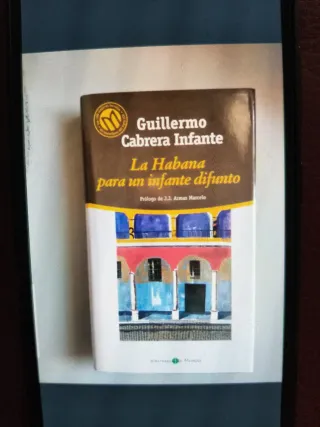 Guillermo
Cabrera Infante
La Habana
para un infante difunto
Prólogo de J.J. Armas Marcelo